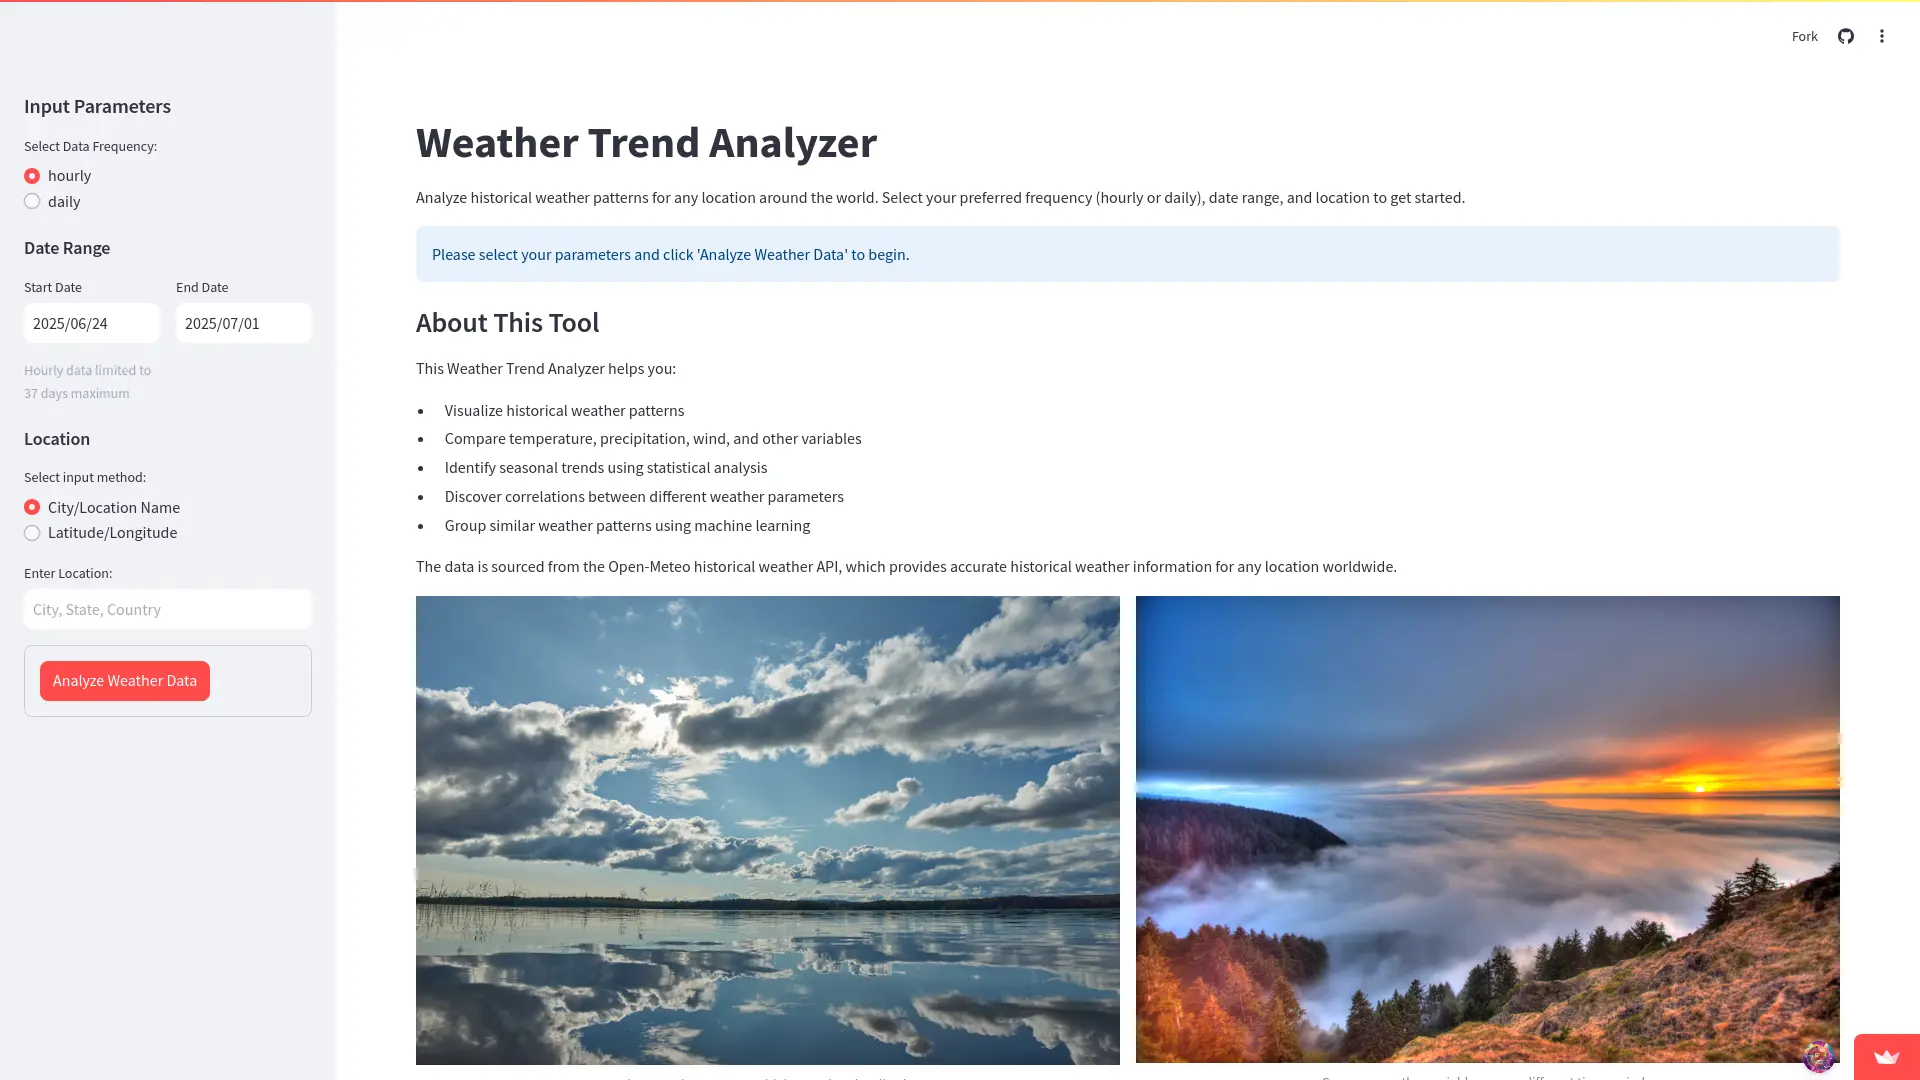 Fork
Input Parameters
Select Data Frequency:
hourly
daily
Date Range
Start Date
End Date
2025/06/24
2025/07/01
Hourly data limited to
37 days maximum
Location
Select input method:
City/Location Name
Latitude/Longitude
Enter Location:
City, State, Country
Analyze Weather Data
Weather Trend Analyzer
Analyze historical weather patterns for any location around the world. Select your preferred frequency (hourly or daily), date range, and location to get started.
Please select your parameters and click 'Analyze Weather Data' to begin.
About This Tool
This Weather Trend Analyzer helps you:
Visualize historical weather patterns
Compare temperature, precipitation, wind, and other variables
Identify seasonal trends using statistical analysis
Discover correlations between different weather parameters
Group similar weather patterns using machine learning
The data is sourced from the Open-Meteo historical weather API, which provides accurate historical weather information for any location worldwide.